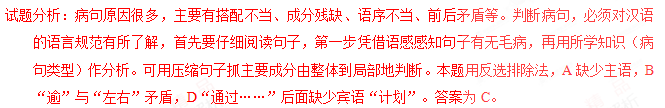 试题分析：病句原因很多，主要有搭配不当、成分残缺、语序不当、前后矛盾等。判断病句，必须对汉语
的语言规范有所了解，首先要仔细阅读句子，第一步凭借语感感知句子有无毛病，再用所学知识（病
句类型）作分析。可用压缩句子抓主要成分由整体到局部地判断。本题用反选排除法，A 缺少主语，B
“逾”与“左右”矛盾，D“通过……”后面缺少宾语“计划”。答案为 C。